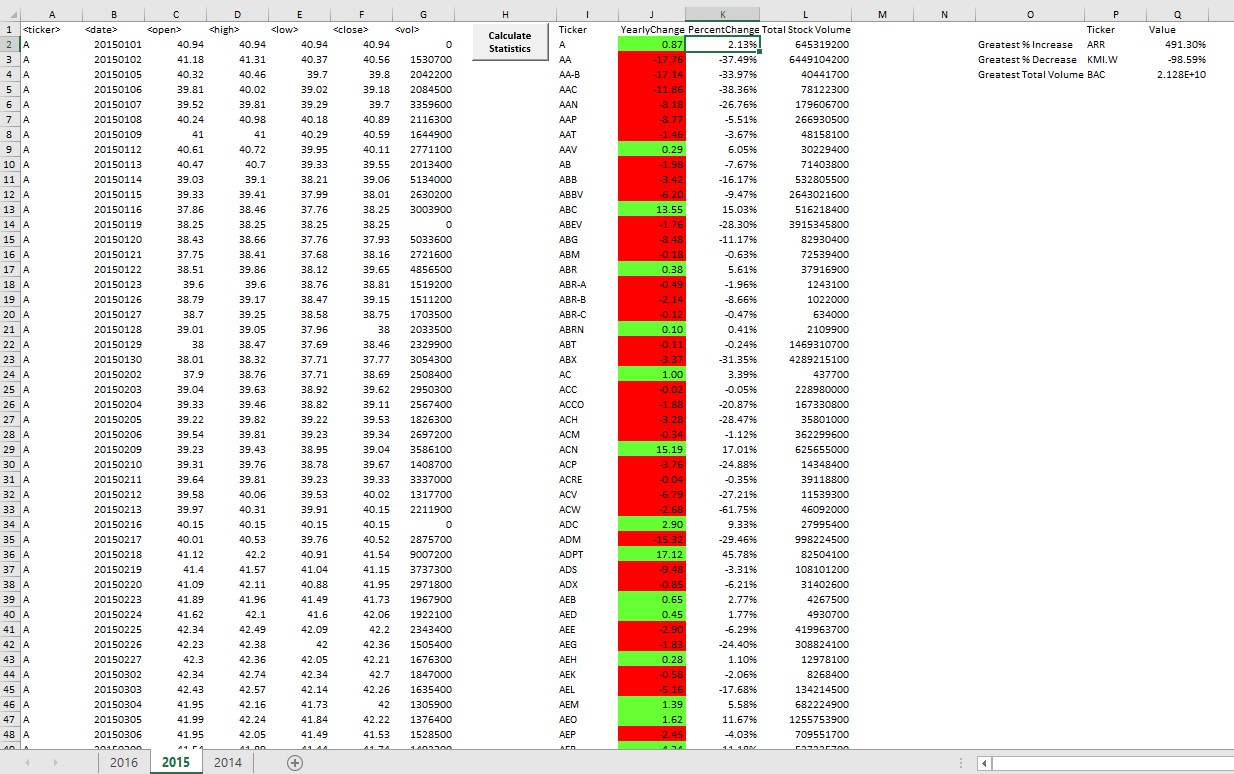 A B C D E F G H I J K L M N O P Q
1 <ticker> <date> <open> <high> <low> <close> <vol> Calculate Statistics Ticker YearlyChange PercentChange Total Stock Volume Ticker Value
2 A 20150101 40.94 40.94 40.94 40.94 0 A 0.87 2.13% 645319200 Greatest % Increase ARR 491.30%
3 A 20150102 41.18 41.31 40.37 40.56 1530700 AA -17.76 -37.49% 6449104200 Greatest % Decrease KMI.W -98.59%
4 A 20150105 40.32 40.46 39.7 39.8 2042200 AA-B -17.14 -33.97% 40441700 Greatest Total Volume BAC 2.128E+10
5 A 20150106 39.81 40.02 39.02 39.18 2084500 AAC -11.86 -38.36% 78122300
6 A 20150107 39.52 39.81 39.29 39.7 3359600 AAN -8.18 -26.76% 179606700
7 A 20150108 40.24 40.98 40.18 40.89 2116300 AAP -8.77 -5.51% 266930500
8 A 20150109 41 41 40.29 40.59 1644900 AAT -1.46 -3.67% 48158100
9 A 20150112 40.61 40.72 39.95 40.11 2771100 AAV 0.29 6.05% 30229400
10 A 20150113 40.47 40.7 39.33 39.55 2013400 AB -1.98 -7.67% 71403800
11 A 20150114 39.03 39.1 38.21 39.06 5134000 ABB -3.42 -16.17% 532805500
12 A 20150115 39.33 39.41 37.99 38.01 2630200 ABBV -6.20 -9.47% 2643021600
13 A 20150116 37.86 38.46 37.76 38.25 3003900 ABC 13.55 15.03% 516218400
14 A 20150119 38.25 38.25 38.25 38.25 0 ABEV -1.76 -28.30% 3915345800
15 A 20150120 38.43 38.66 37.76 37.93 5033600 ABG -8.48 -11.17% 82930400
16 A 20150121 37.75 38.41 37.68 38.16 2721600 ABM -0.18 -0.63% 72539400
17 A 20150122 38.51 39.86 38.12 39.65 4856500 ABR 0.38 5.61% 37916900
18 A 20150123 39.6 39.6 38.76 38.81 1519200 ABR-A -0.49 -1.96% 1243100
19 A 20150126 38.79 39.17 38.47 39.15 1511200 ABR-B -2.14 -8.66% 1022000
20 A 20150127 38.7 39.25 38.58 38.75 1703500 ABR-C -0.12 -0.47% 634000
21 A 20150128 39.01 39.05 37.96 38 2033500 ABRN 0.10 0.41% 2109900
22 A 20150129 38 38.47 37.69 38.46 2329900 ABT -0.11 -0.24% 1469310700
23 A 20150130 38.01 38.32 37.71 37.77 3054300 ABX -3.37 -31.35% 4289215100
24 A 20150202 37.9 38.76 37.71 38.69 2508400 AC 1.00 3.39% 437700
25 A 20150203 39.04 39.63 38.92 39.62 2950300 ACC -0.02 -0.05% 228980000
26 A 20150204 39.33 39.46 38.82 39.11 2567400 ACCO -1.88 -20.87% 167330800
27 A 20150205 39.22 39.82 39.22 39.53 1826300 ACH -3.28 -28.47% 35801000
28 A 20150206 39.54 39.81 39.23 39.34 2697200 ACM -0.34 -1.12% 362299600
29 A 20150209 39.23 39.43 38.95 39.04 3586100 ACN 15.19 17.01% 625655000
30 A 20150210 39.31 39.76 38.78 39.67 1408700 ACP -3.76 -24.88% 14348400
31 A 20150211 39.64 39.81 39.23 39.33 3337000 ACRE -0.04 -0.35% 39118800
32 A 20150212 39.58 40.06 39.53 40.02 1317700 ACV -6.79 -27.21% 11539300
33 A 20150213 39.97 40.31 39.91 40.15 2211900 ACW -2.68 -61.75% 46092000
34 A 20150216 40.15 40.15 40.15 40.15 0 ADC 2.90 9.33% 27995400
35 A 20150217 40.01 40.53 39.76 40.52 2875700 ADM -15.32 -29.46% 998224500
36 A 20150218 41.12 42.2 40.91 41.54 9007200 ADPT 17.12 45.78% 82504100
37 A 20150219 41.4 41.57 41.04 41.15 3737300 ADS -9.48 -3.31% 108101200
38 A 20150220 41.09 42.11 40.88 41.95 2971800 ADX -0.85 -6.21% 31402600
39 A 20150223 41.89 41.96 41.49 41.73 1967900 AEB 0.65 2.77% 4267500
40 A 20150224 41.62 42.1 41.6 42.06 1922100 AED 0.45 1.77% 4930700
41 A 20150225 42.34 42.49 42.09 42.2 2343400 AEE -2.90 -6.29% 419963700
42 A 20150226 42.23 42.38 42 42.36 1505400 AEG -1.83 -24.40% 308824100
43 A 20150227 42.3 42.36 42.05 42.21 1676300 AEH 0.28 1.10% 12978100
44 A 20150302 42.34 42.74 42.34 42.7 1847000 AEK -0.58 -2.06% 8268400
45 A 20150303 42.43 42.57 42.14 42.26 1635400 AEL -5.16 -17.68% 134214500
46 A 20150304 41.95 42.16 41.73 42 1305900 AEM 1.39 5.58% 682224900
47 A 20150305 41.99 42.24 41.84 42.22 1376400 AEO 1.62 11.67% 1255753900
48 A 20150306 41.95 42.05 41.49 41.53 1528500 AEP -2.45 -4.03% 709551700
2016 2015 2014